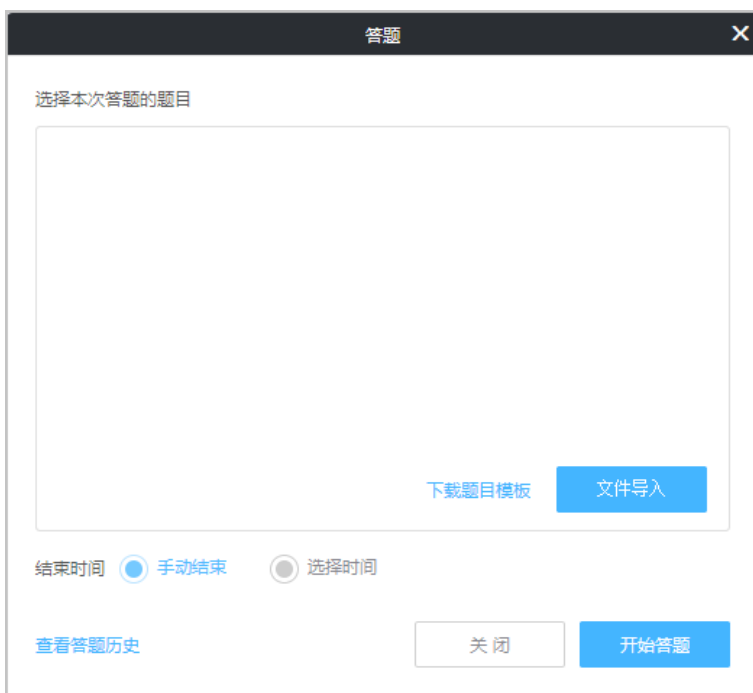 答题
选择本次答题的题目
下载题目模板 文件导入
结束时间 手动结束 选择时间
查看答题历史 关闭 开始答题